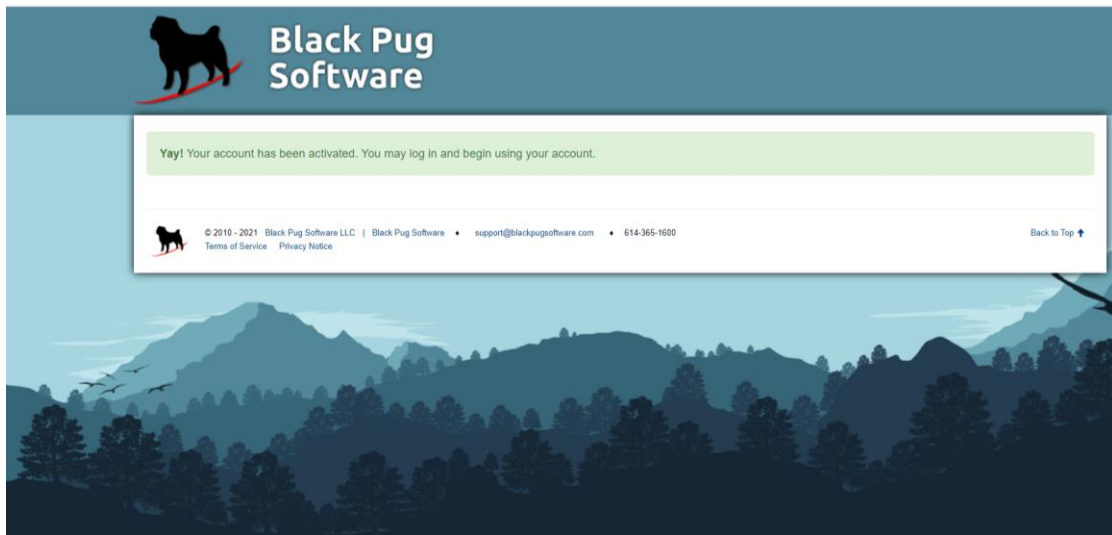 Black Pug
Software
Yay! Your account has been activated. You may log in and begin using your account.
© 2010 - 2021 Black Pug Software LLC | Black Pug Software ♦ support@blackpugsoftware.com ♦ 614-365-1600 Back to Top ↑
Terms of Service Privacy Notice